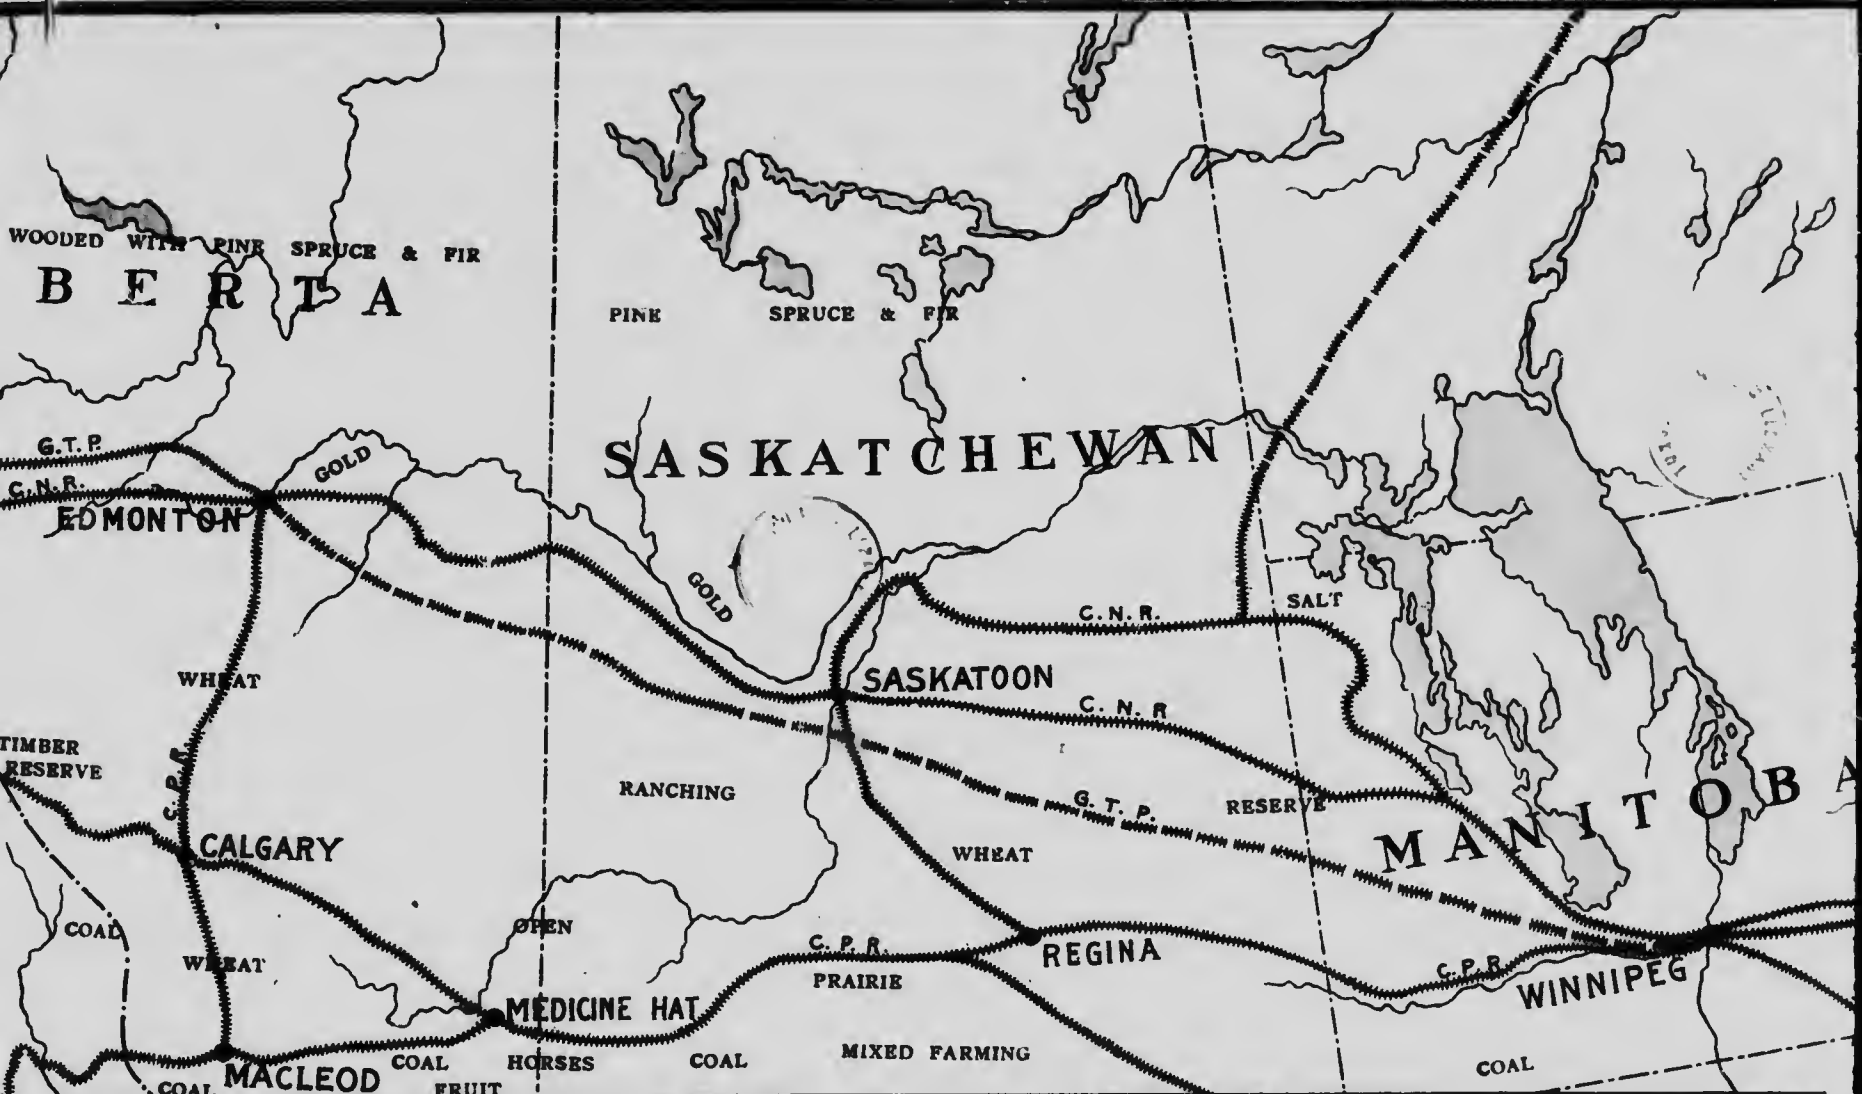 WOODED WITH PINE SPRUCE & FIR
BERTA
PINE SPRUCE & FIR
SASKATCHEWAN
G.T.P.
GOLD
C.N.R.
EDMONTON
GOLD
C. N. R.
SALT
WHEAT
SASKATOON
C. N. R
TIMBER
RESERVE
C. P. R.
RANCHING
G. T. P.
RESERVE
MANITOBA
CALGARY
WHEAT
COAL
OPEN
WHEAT
C. P. R.
REGINA
PRAIRIE
C.P.R.
WINNIPEG
MEDICINE HAT
COAL
HORSES
COAL
MIXED FARMING
COAL
MACLEOD
COAL
FRUIT